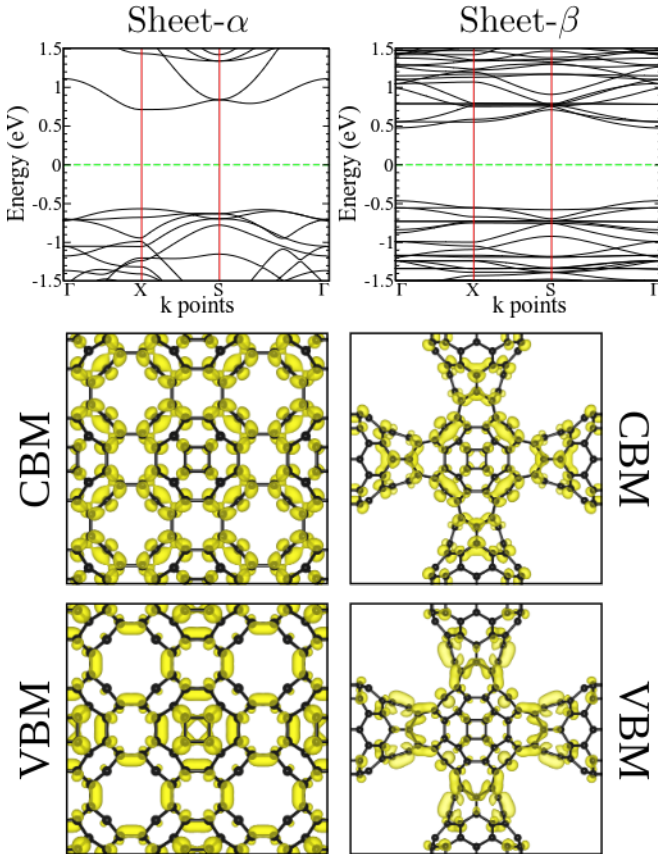 Sheet-α
Sheet-β
Energy (eV)
1.5
1
0.5
0
-0.5
-1
-1.5
Γ X S Γ
k points
Energy (eV)
1.5
1
0.5
0
-0.5
-1
-1.5
Γ X S Γ
k points
CBM
CBM
VBM
VBM